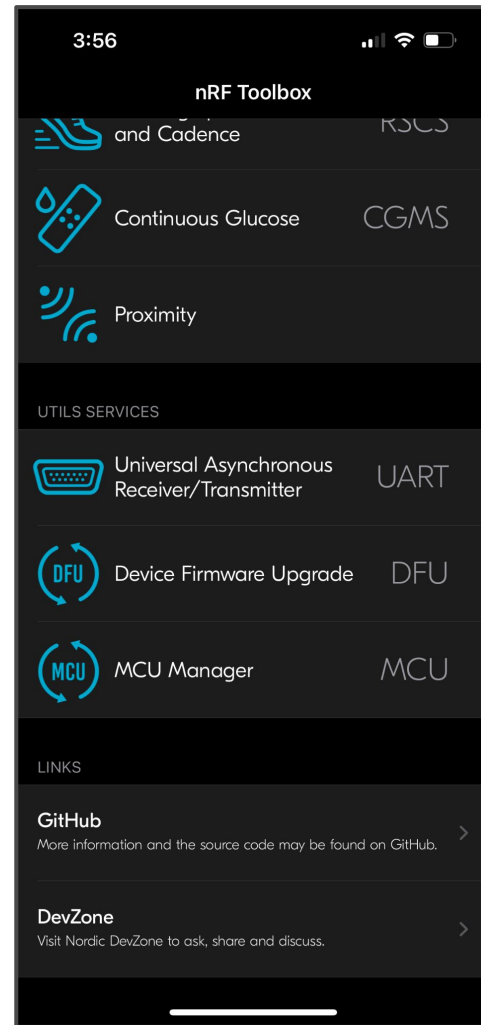 3:56
nRF Toolbox
and Cadence
RSCS
Continuous Glucose
CGMS
Proximity
UTILS SERVICES
Universal Asynchronous
Receiver/Transmitter
UART
DFU
Device Firmware Upgrade
DFU
MCU
MCU Manager
MCU
LINKS
GitHub
More information and the source code may be found on GitHub.
DevZone
Visit Nordic DevZone to ask, share and discuss.